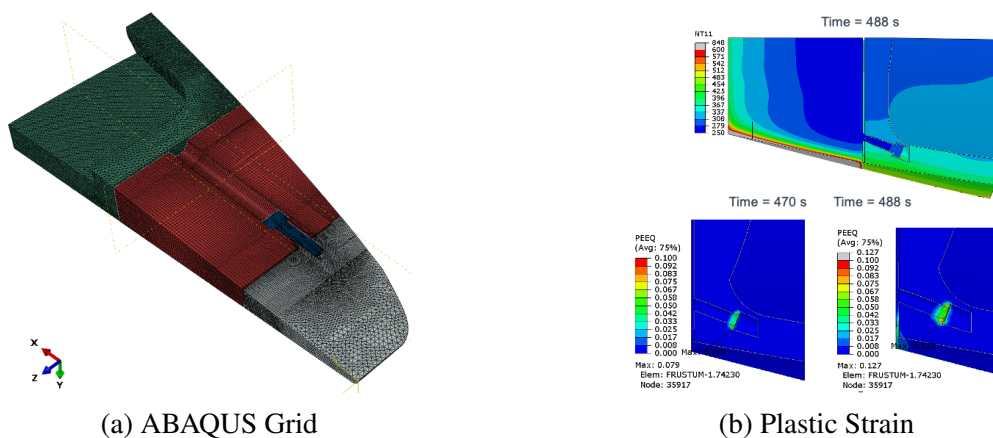 Time = 488 s
NT11
848
600
571
542
512
483
454
425
396
367
337
308
279
250
Time = 470 s
Time = 488 s
PEEQ
(Avg: 75%)
0.100
0.092
0.083
0.075
0.067
0.058
0.050
0.042
0.033
0.025
0.017
0.008
0.000
Max: 0.079
Elem: FRUSTUM-1.74230
Node: 35917
PEEQ
(Avg: 75%)
0.127
0.100
0.092
0.083
0.075
0.067
0.058
0.050
0.042
0.033
0.025
0.017
0.008
0.000
Max: 0.127
Elem: FRUSTUM-1.74230
Node: 35917
X
Z
Y
(a) ABAQUS Grid
(b) Plastic Strain